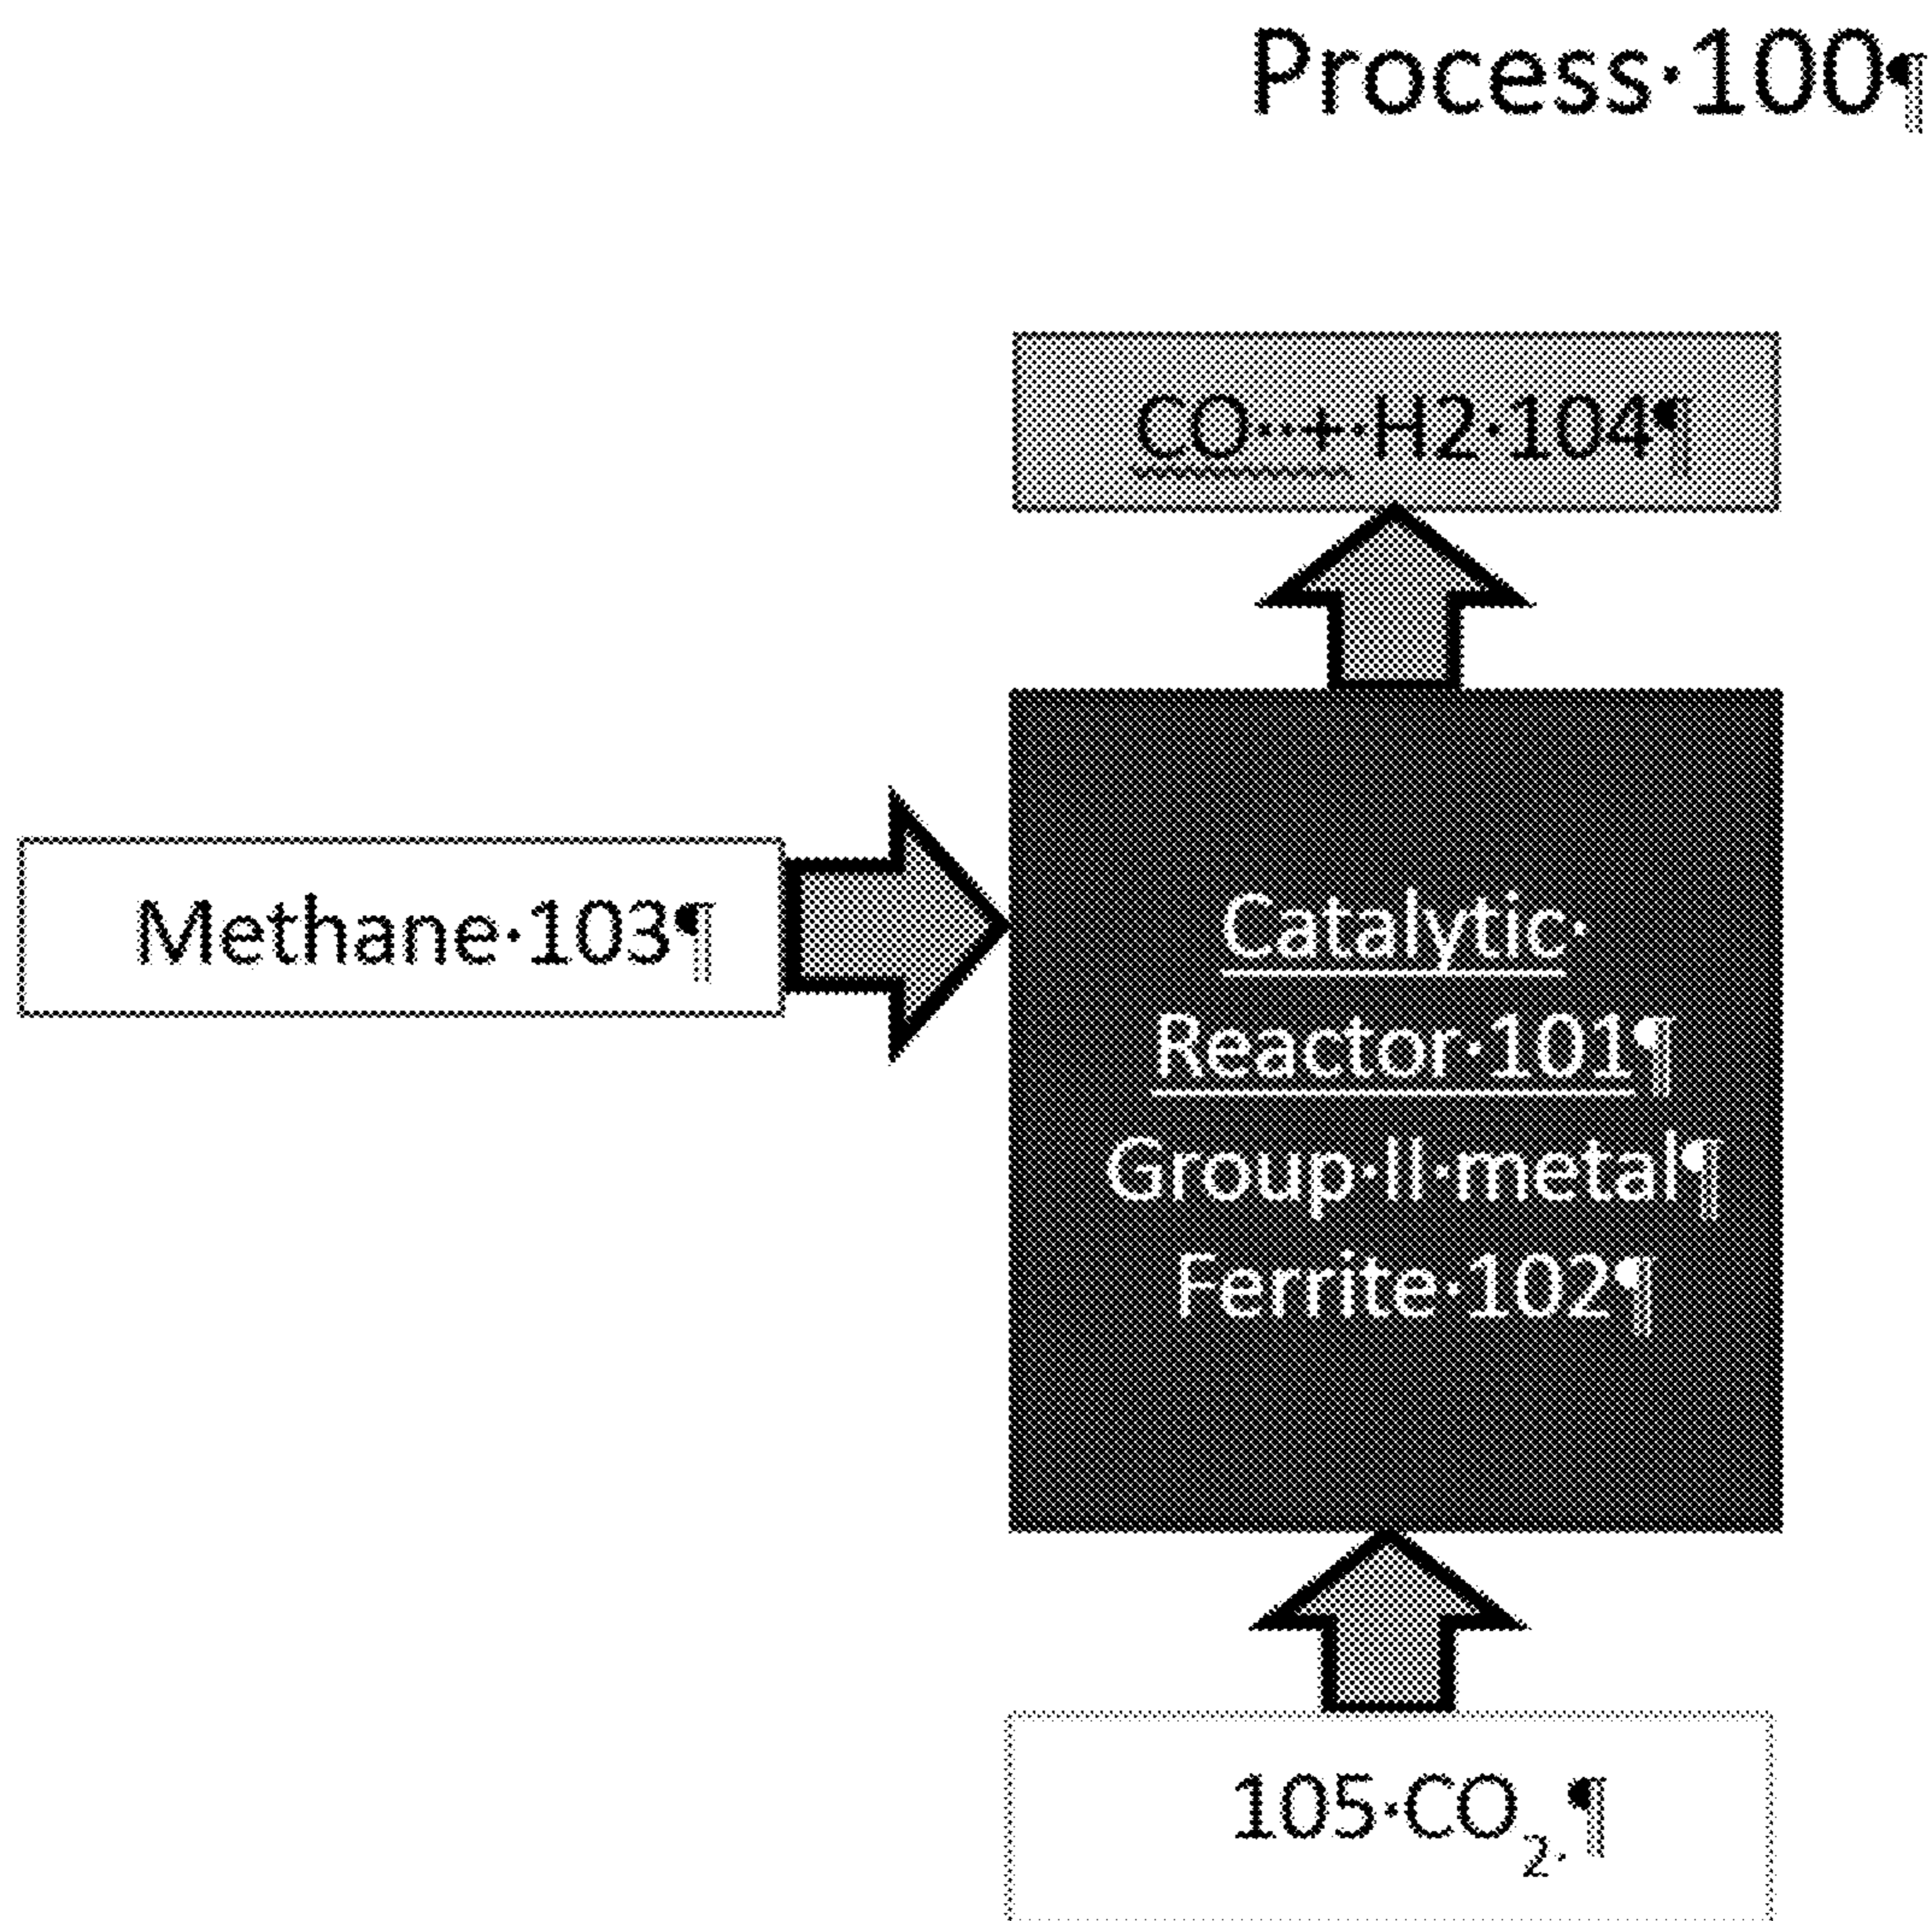 Process·100¶
CO··+·H2·104¶
Methane·103¶
Catalytic·
Reactor·101¶
Group·II·metal¶
Ferrite·102¶
105·CO₂·¶